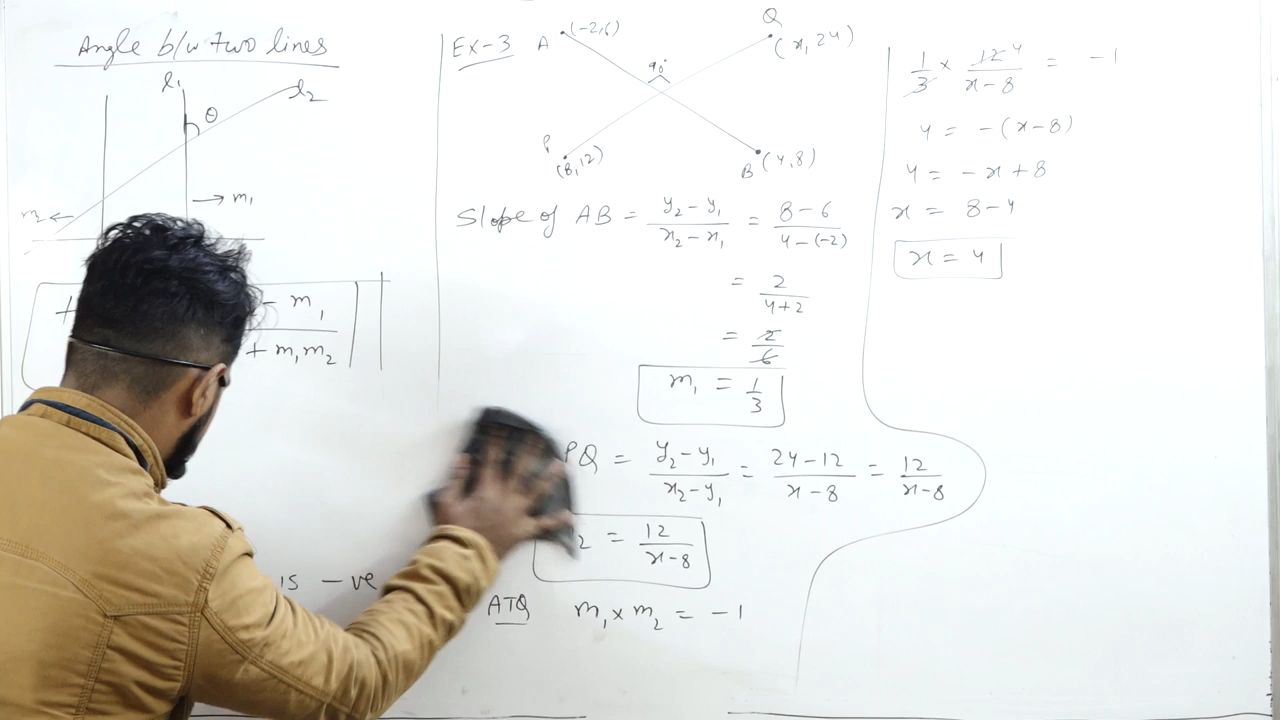 Angle b/w two lines
l₁
l₂
θ
→ m₁
m₂ ←
- m₁
+ m₁m₂
is -ve
Ex-3
A (-2,6)
Q (x, 24)
90°
P (8,12)
B (4,8)
Slope of AB = y₂ - y₁ / x₂ - x₁ = 8 - 6 / 4 - (-2)
= 2 / 4+2
= 2 / 6
m₁ = 1/3
PQ = y₂ - y₁ / x₂ - y₁ = 24 - 12 / x - 8 = 12 / x - 8
2 = 12 / x - 8
ATQ m₁ × m₂ = -1
1/3 × 12 4 / x - 8 = -1
4 = -(x - 8)
4 = -x + 8
x = 8 - 4
x = 4